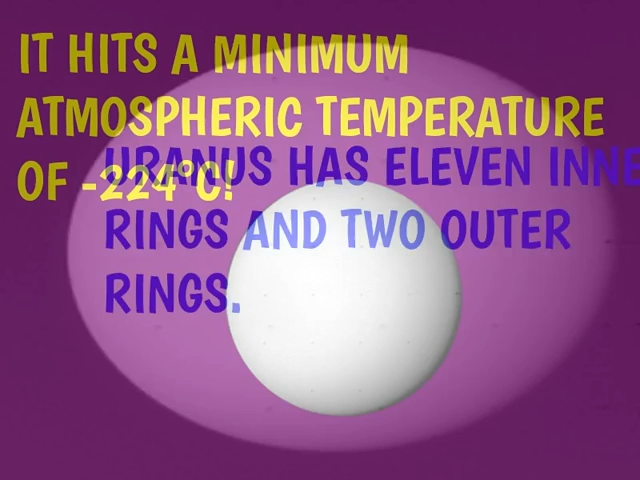 IT HITS A MINIMUM
ATMOSPHERIC TEMPERATURE
OF -224°C!
URANUS HAS ELEVEN INNE
RINGS AND TWO OUTER
RINGS.